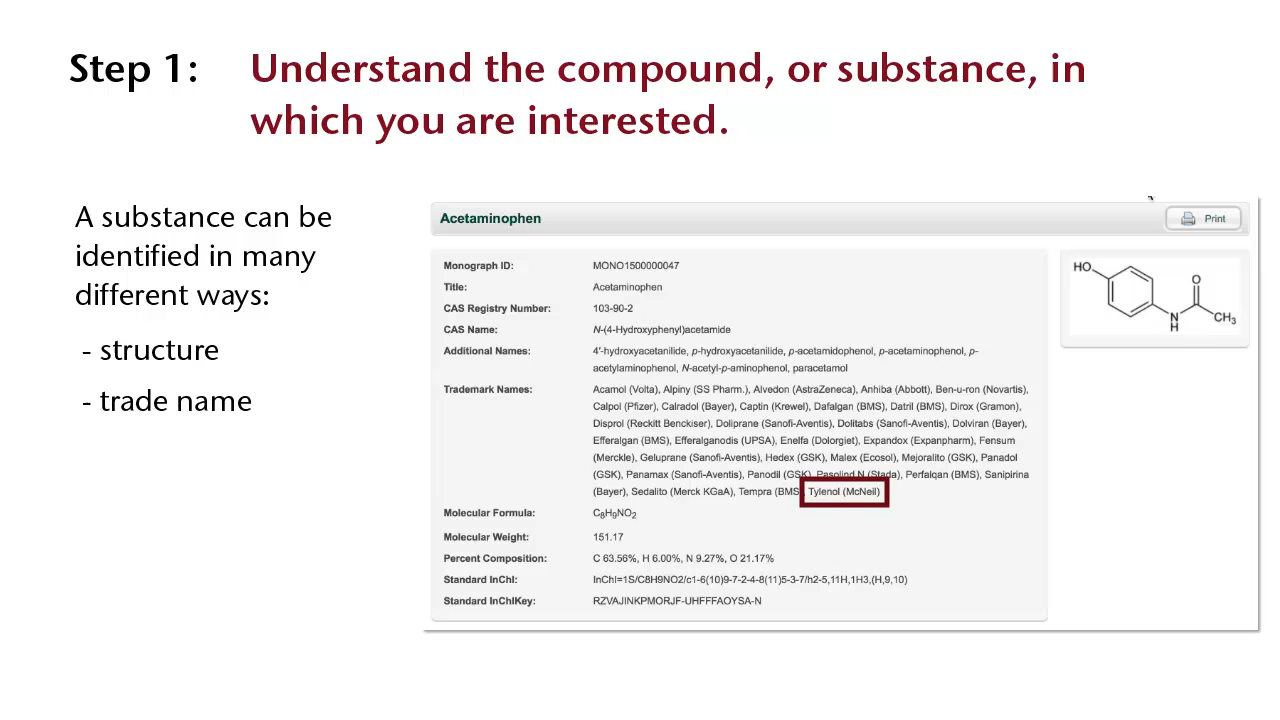 Step 1: Understand the compound, or substance, in
which you are interested.
A substance can be
identified in many
different ways:
- structure
- trade name
Acetaminophen
Print
Monograph ID: MONO1500000047
Title: Acetaminophen
CAS Registry Number: 103-90-2
CAS Name: N-(4-Hydroxyphenyl)acetamide
Additional Names: 4′-hydroxyacetanilide, p-hydroxyacetanilide, p-acetamidophenol, p-acetaminophenol, p-
acetylaminophenol, N-acetyl-p-aminophenol, paracetamol
Trademark Names: Acamol (Volta), Alpiny (SS Pharm.), Alvedon (AstraZeneca), Anhiba (Abbott), Ben-u-ron (Novartis),
Calpol (Pfizer), Calradol (Bayer), Captin (Krewel), Dafalgan (BMS), Datril (BMS), Dirox (Gramon),
Disprol (Reckitt Benckiser), Doliprane (Sanofi-Aventis), Dolitabs (Sanofi-Aventis), Dolviran (Bayer),
Efferalgan (BMS), Efferalganodis (UPSA), Enelfa (Dolorgiet), Expandox (Expanpharm), Fensum
(Merckle), Geluprane (Sanofi-Aventis), Hedex (GSK), Malex (Ecosol), Mejoralito (GSK), Panadol
(GSK), Panamax (Sanofi-Aventis), Panodil (GSK), Pasolind N (Stada), Perfalgan (BMS), Sanipirina
(Bayer), Sedalito (Merck KGaA), Tempra (BMS), Tylenol (McNeil)
Molecular Formula: C8H9NO2
Molecular Weight: 151.17
Percent Composition: C 63.56%, H 6.00%, N 9.27%, O 21.17%
Standard InChI: InChI=1S/C8H9NO2/c1-6(10)9-7-2-4-8(11)5-3-7/h2-5,11H,1H3,(H,9,10)
Standard InChIKey: RZVAJINKPMORJF-UHFFFAOYSA-N
HO
O
N
H
CH3